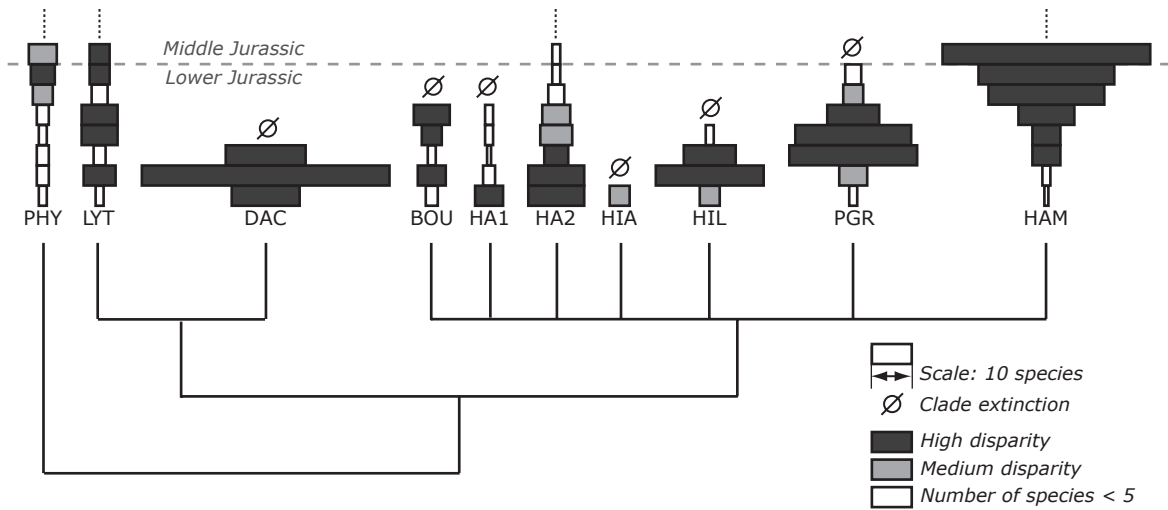 Middle Jurassic
Lower Jurassic
PHY LYT DAC BOU HA1 HA2 HIA HIL PGR HAM
Scale: 10 species
Clade extinction
High disparity
Medium disparity
Number of species < 5